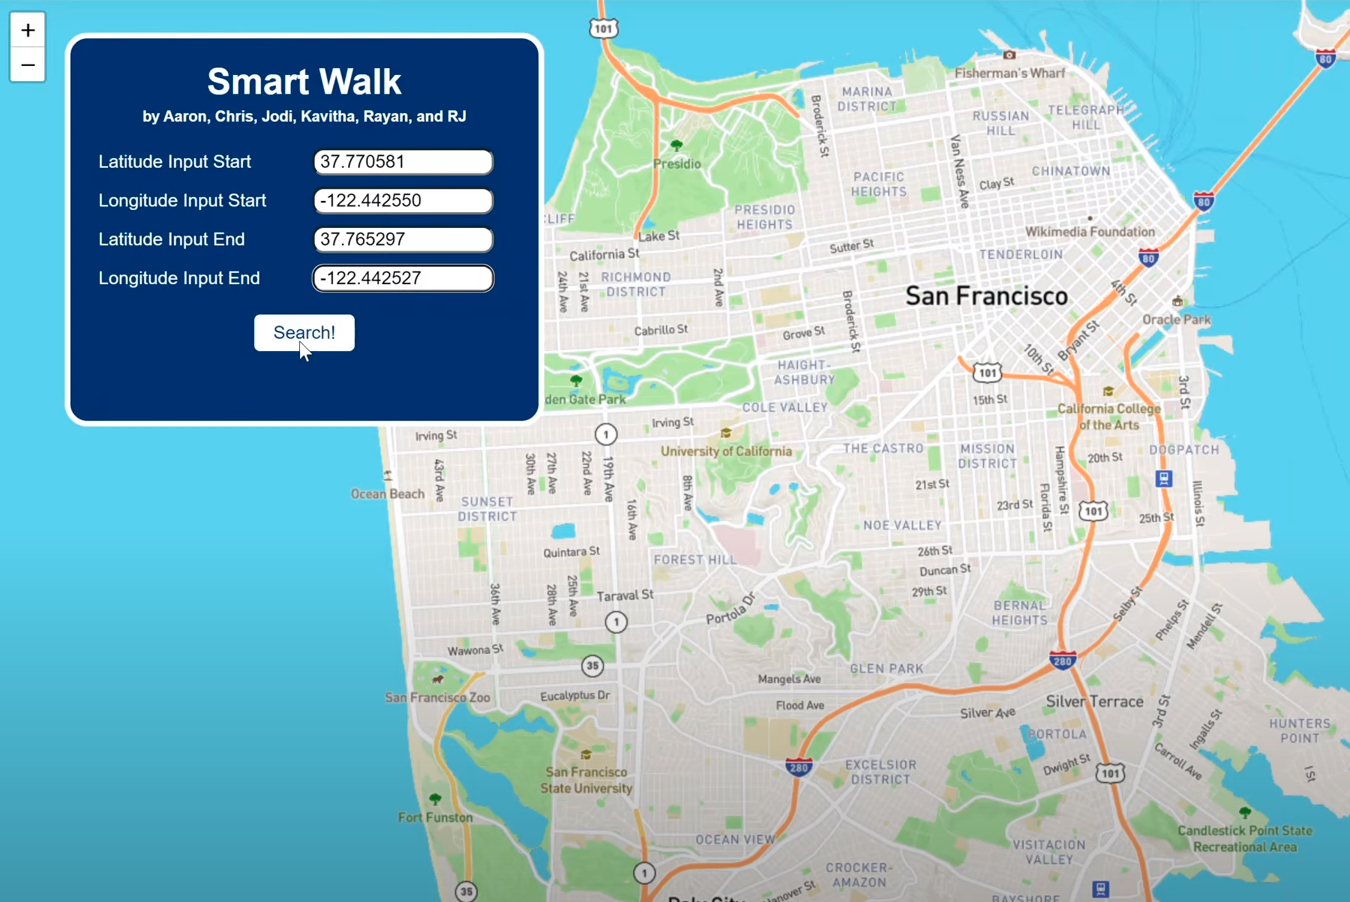 +
−
Smart Walk
by Aaron, Chris, Jodi, Kavitha, Rayan, and RJ
Latitude Input Start
37.770581
Longitude Input Start
-122.442550
Latitude Input End
37.765297
Longitude Input End
-122.442527
Search!
101
80
Fisherman's Wharf
MARINA
DISTRICT
RUSSIAN
HILL
TELEGRAPH
HILL
Broderick St
Van Ness Ave
Presidio
PACIFIC
HEIGHTS
Clay St
CHINATOWN
80
CLIFF
PRESIDIO
HEIGHTS
Lake St
California St
Sutter St
Wikimedia Foundation
TENDERLOIN
80
24th Ave
21st Ave
RICHMOND
DISTRICT
2nd Ave
San Francisco
4th St
Oracle Park
Cabrillo St
Grove St
Broderick St
Bryant St
10th St
HAIGHT-
ASHBURY
101
15th St
den Gate Park
COLE VALLEY
California College
of the Arts
3rd St
Irving St
Irving St
1
University of California
THE CASTRO
MISSION
DISTRICT
20th St
DOGPATCH
43rd Ave
30th Ave
27th Ave
22nd Ave
19th Ave
8th Ave
Hampshire St
Ocean Beach
SUNSET
DISTRICT
16th Ave
21st St
23rd St
Florida St
101
25th St
Illinois St
NOE VALLEY
Quintara St
FOREST HILL
26th St
Duncan St
29th St
36th Ave
28th Ave
25th Ave
Taraval St
1
Portola Dr
BERNAL
HEIGHTS
Selby St
Phelps St
Mendell St
Wawona St
35
GLEN PARK
280
San Francisco Zoo
Eucalyptus Dr
Mangels Ave
Flood Ave
Silver Ave
Silver Terrace
3rd St
Ingalls St
HUNTERS
POINT
PORTOLA
280
EXCELSIOR
DISTRICT
Dwight St
101
Carroll Ave
I St
San Francisco
State University
Fort Funston
Candlestick Point State
Recreational Area
OCEAN VIEW
VISITACION
VALLEY
1
CROCKER-
AMAZON
35
Hanover St
Daly City
BAYSHORE